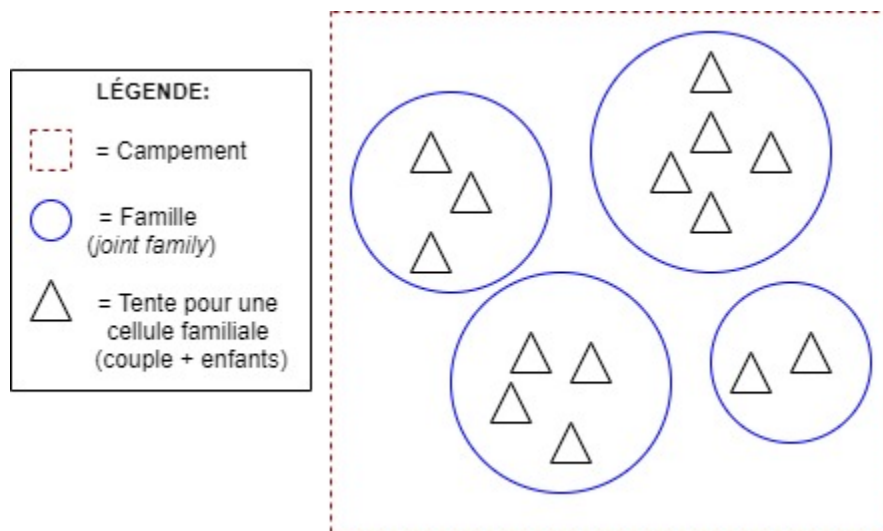 LÉGENDE:
= Campement
= Famille
(joint family)
= Tente pour une
cellule familiale
(couple + enfants)